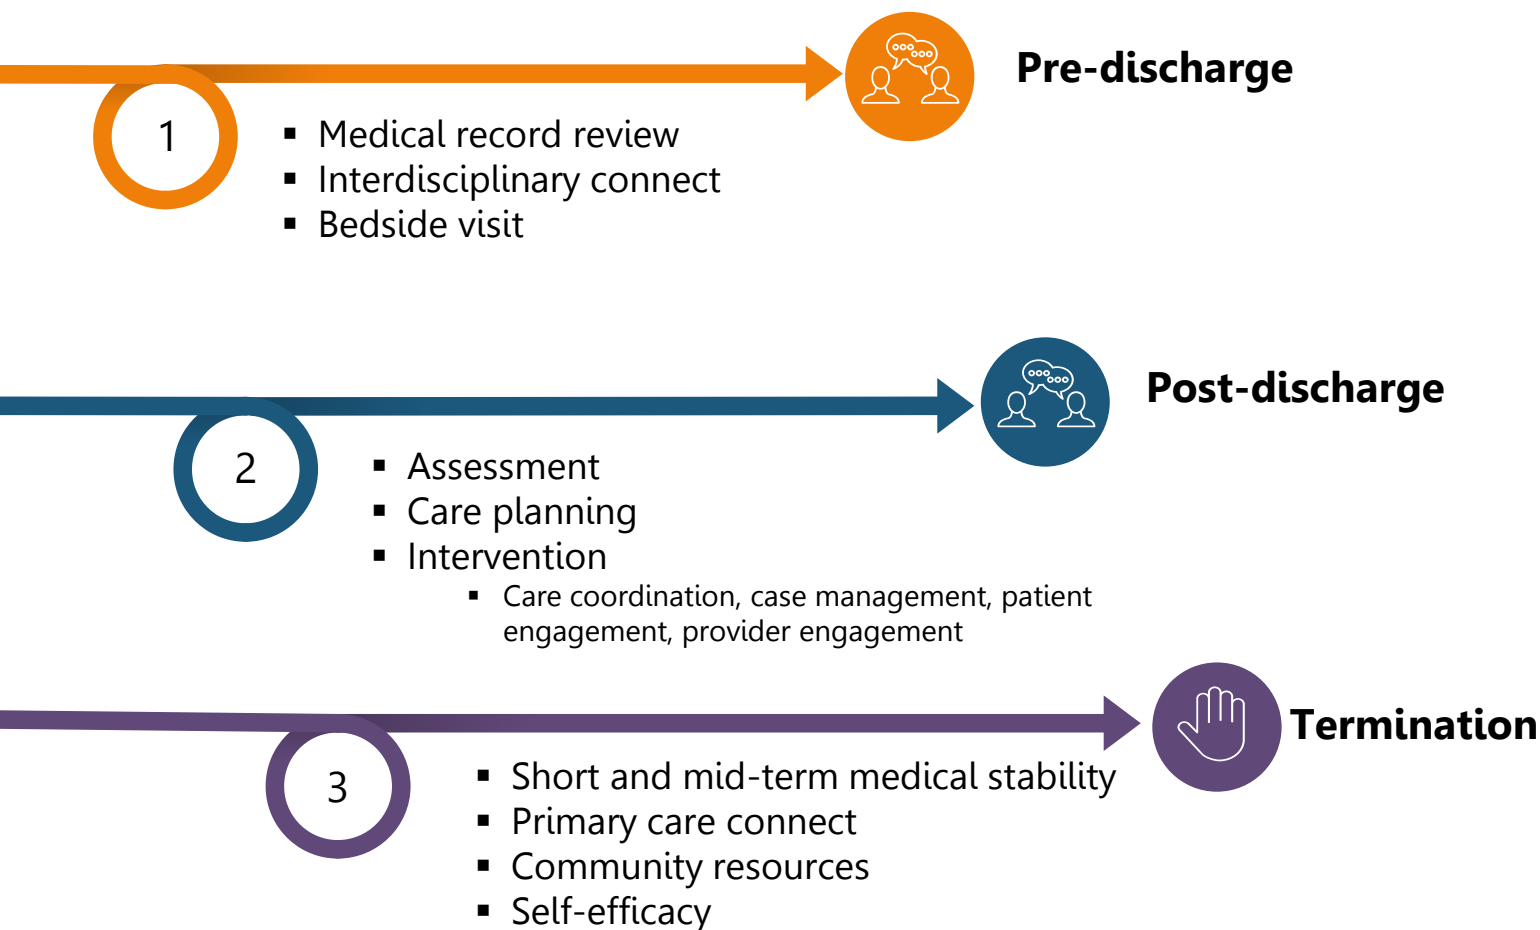 Pre-discharge
1
▪ Medical record review
▪ Interdisciplinary connect
▪ Bedside visit
Post-discharge
2
▪ Assessment
▪ Care planning
▪ Intervention
▪ Care coordination, case management, patient
engagement, provider engagement
Termination
3
▪ Short and mid-term medical stability
▪ Primary care connect
▪ Community resources
▪ Self-efficacy